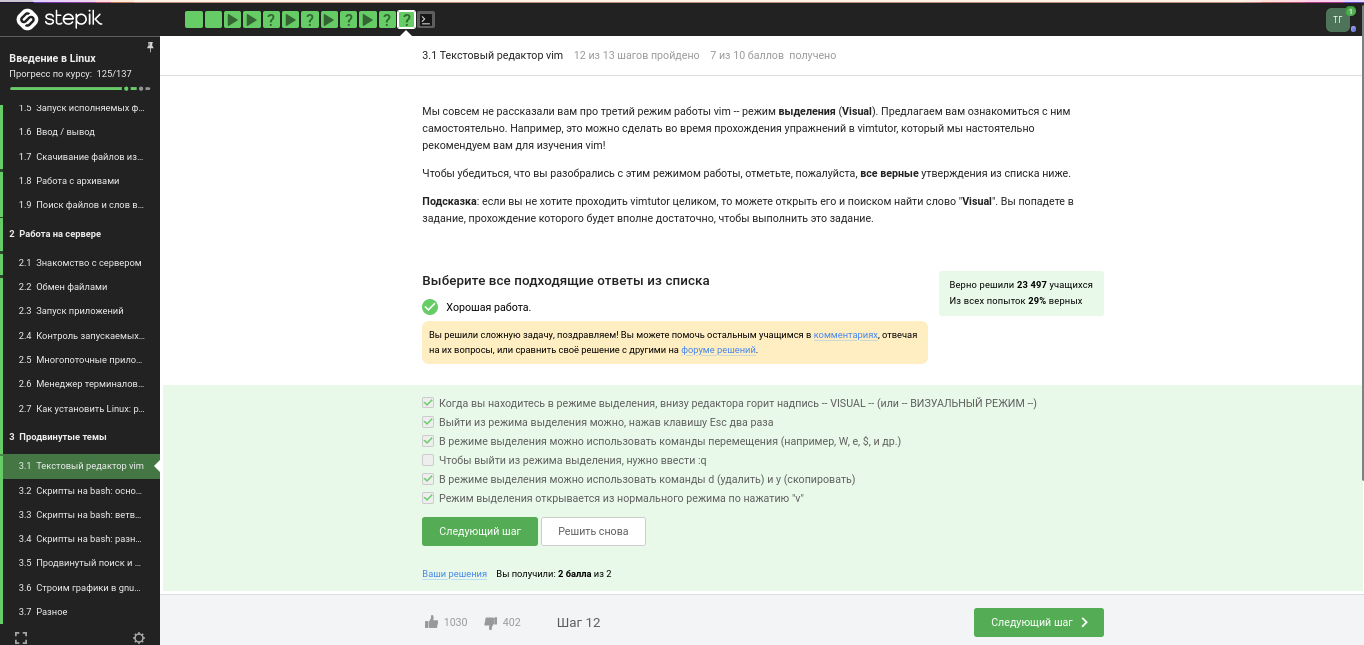 stepik
ТГ
1
Введение в Linux
Прогресс по курсу: 125/137
1.5 Запуск исполняемых ф...
1.6 Ввод / вывод
1.7 Скачивание файлов из...
1.8 Работа с архивами
1.9 Поиск файлов и слов в...
2 Работа на сервере
2.1 Знакомство с сервером
2.2 Обмен файлами
2.3 Запуск приложений
2.4 Контроль запускаемых...
2.5 Многопоточные прило...
2.6 Менеджер терминалов...
2.7 Как установить Linux: р...
3 Продвинутые темы
3.1 Текстовый редактор vim
3.2 Скрипты на bash: осно...
3.3 Скрипты на bash: ветв...
3.4 Скрипты на bash: разн...
3.5 Продвинутый поиск и ...
3.6 Строим графики в gnu...
3.7 Разное
3.1 Текстовый редактор vim 12 из 13 шагов пройдено 7 из 10 баллов получено
Мы совсем не рассказали вам про третий режим работы vim -- режим выделения (Visual). Предлагаем вам ознакомиться с ним
самостоятельно. Например, это можно сделать во время прохождения упражнений в vimtutor, который мы настоятельно
рекомендуем вам для изучения vim!
Чтобы убедиться, что вы разобрались с этим режимом работы, отметьте, пожалуйста, все верные утверждения из списка ниже.
Подсказка: если вы не хотите проходить vimtutor целиком, то можете открыть его и поиском найти слово "Visual". Вы попадете в
задание, прохождение которого будет вполне достаточно, чтобы выполнить это задание.
Выберите все подходящие ответы из списка
Верно решили 23 497 учащихся
Из всех попыток 29% верных
Хорошая работа.
Вы решили сложную задачу, поздравляем! Вы можете помочь остальным учащимся в комментариях, отвечая
на их вопросы, или сравнить своё решение с другими на форуме решений.
Когда вы находитесь в режиме выделения, внизу редактора горит надпись -- VISUAL -- (или -- ВИЗУАЛЬНЫЙ РЕЖИМ --)
Выйти из режима выделения можно, нажав клавишу Esc два раза
В режиме выделения можно использовать команды перемещения (например, W, e, $, и др.)
Чтобы выйти из режима выделения, нужно ввести :q
В режиме выделения можно использовать команды d (удалить) и y (скопировать)
Режим выделения открывается из нормального режима по нажатию "v"
Следующий шаг Решить снова
Ваши решения Вы получили: 2 балла из 2
1030 402 Шаг 12 Следующий шаг